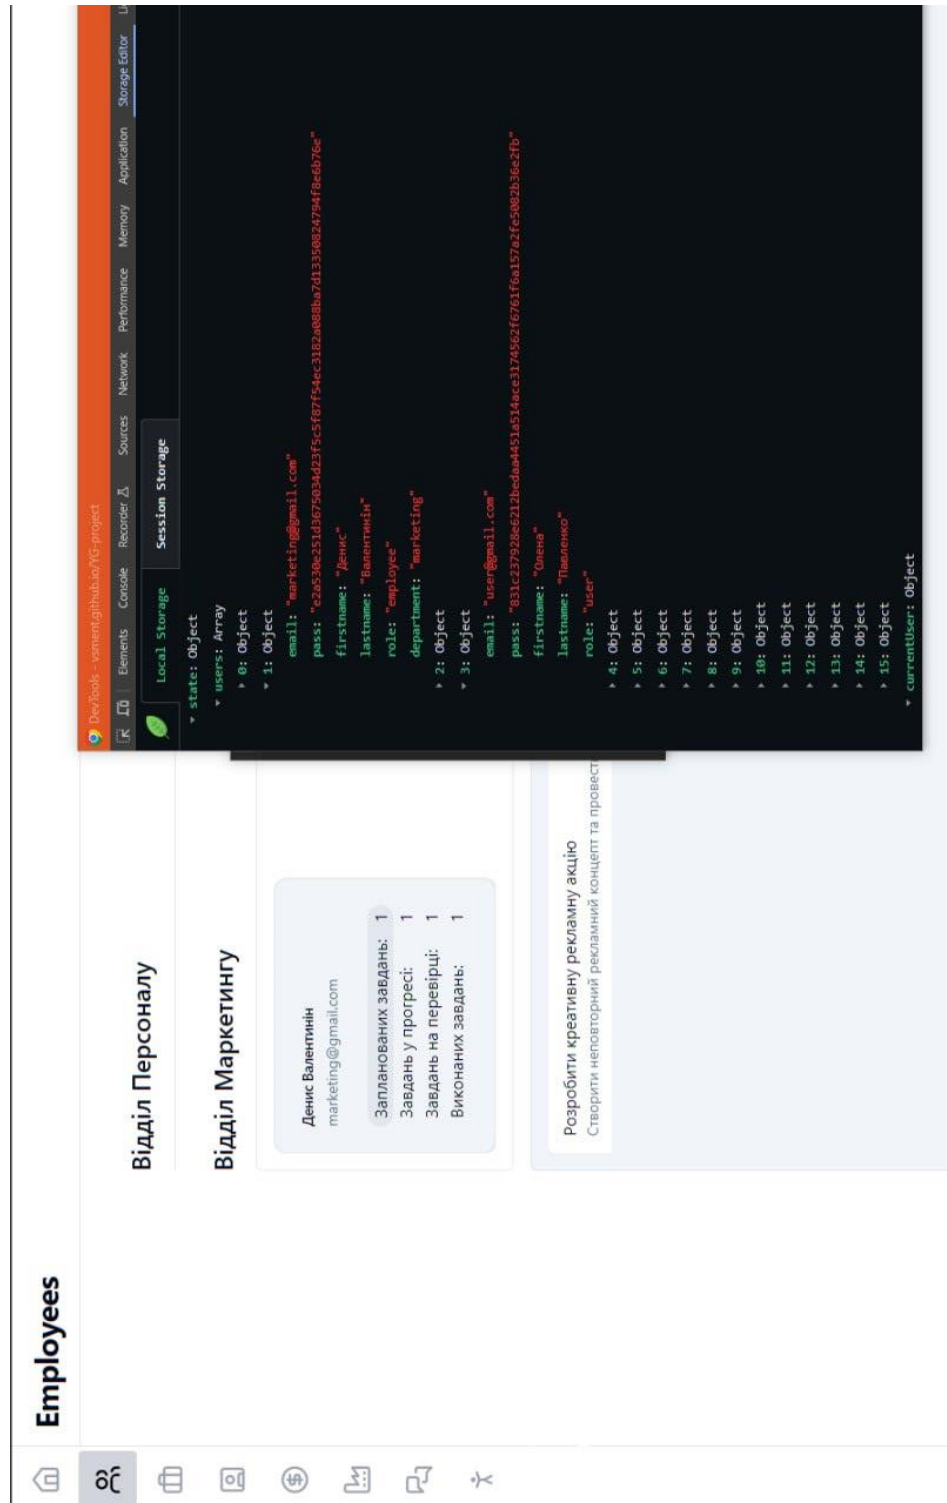 Employees
Відділ Персоналу
Відділ Маркетингу
Денис Валентинін
marketing@gmail.com
Запланованих завдань: 1
Завдань у прогресі: 1
Завдань на перевірці: 1
Виконаних завдань: 1
Розробити креативну рекламну акцію
Створити неповторний рекламний концепт та провест
DevTools - vsment.github.io/YG-project
Elements Console Recorder Sources Network Performance Memory Application Storage Editor
Local Storage Session Storage
state: Object
users: Array
0: Object
1: Object
email: "marketing@gmail.com"
pass: "e2a530e251d3675034d23f5c5f87f54ec3182a088ba7d13350824794f8e6b76e"
firstname: "Денис"
lastname: "Валентинін"
role: "employee"
department: "marketing"
2: Object
3: Object
email: "user@gmail.com"
pass: "831c237928e6212bedaa4451a514ace3174562f6761f6a157a2fe5082b36e2fb"
firstname: "Олена"
lastname: "Павленко"
role: "user"
4: Object
5: Object
6: Object
7: Object
8: Object
9: Object
10: Object
11: Object
12: Object
13: Object
14: Object
15: Object
currentUser: Object